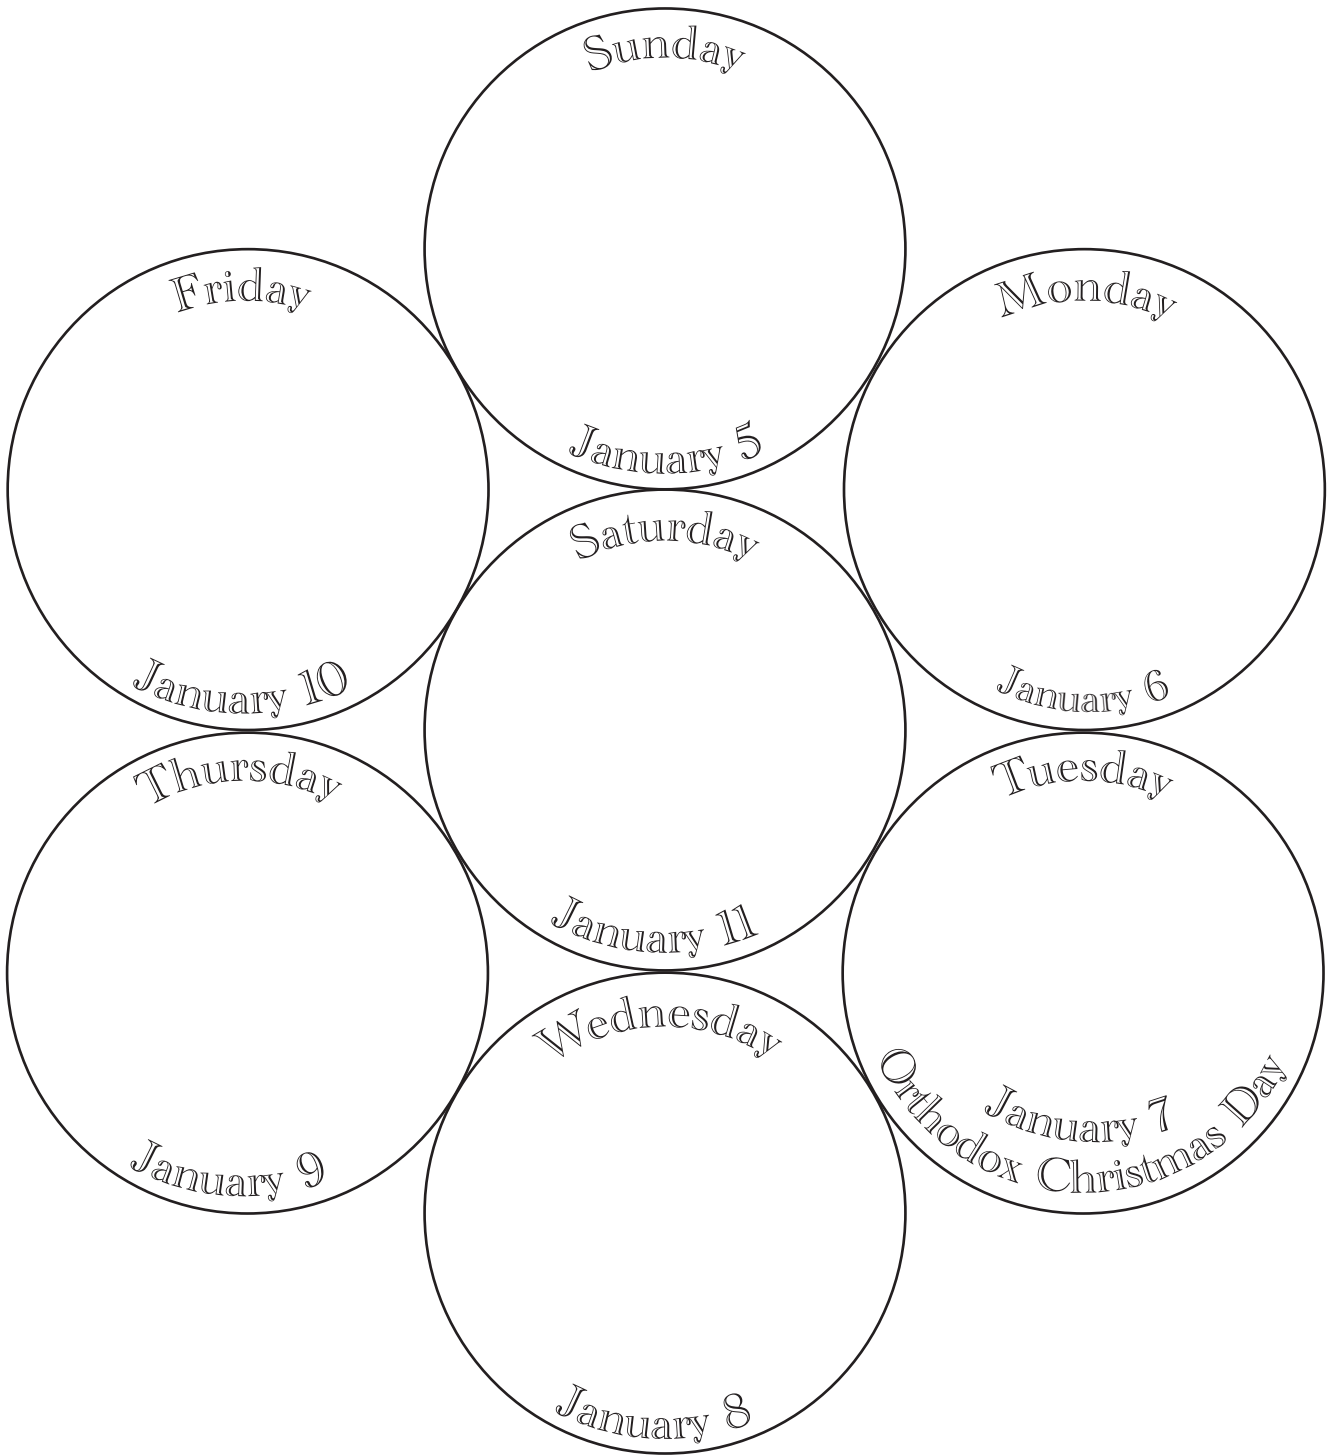 Sunday
January 5
Monday
January 6
Tuesday
January 7
Orthodox Christmas Day
Wednesday
January 8
Thursday
January 9
Friday
January 10
Saturday
January 11